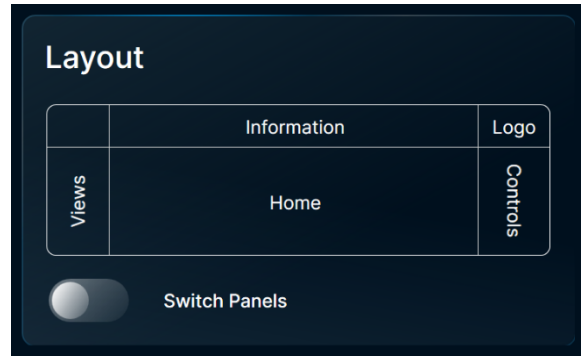 Layout
Information
Logo
Views
Home
Controls
Switch Panels